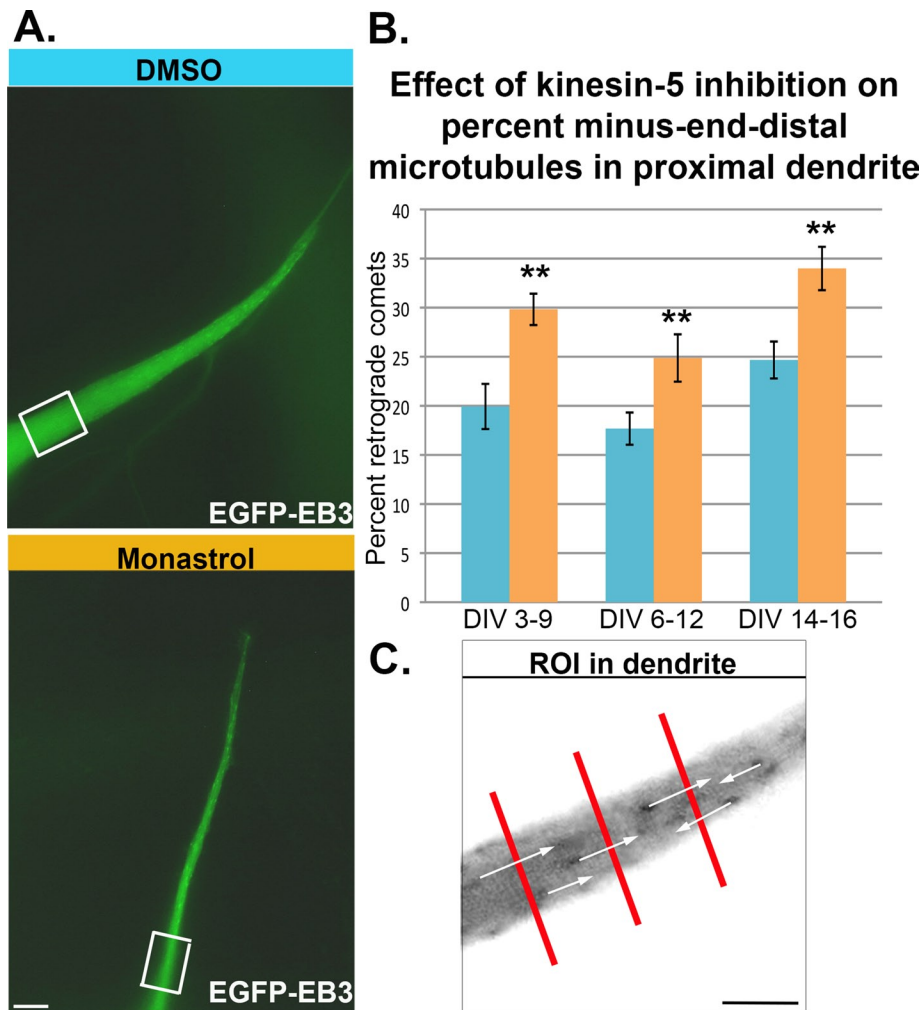 A.
DMSO
EGFP-EB3
Monastrol
EGFP-EB3
B.
Effect of kinesin-5 inhibition on
percent minus-end-distal
microtubules in proximal dendrite
Percent retrograde comets
40
35
30
25
20
15
10
5
0
**
**
**
DIV 3-9
DIV 6-12
DIV 14-16
C.
ROI in dendrite